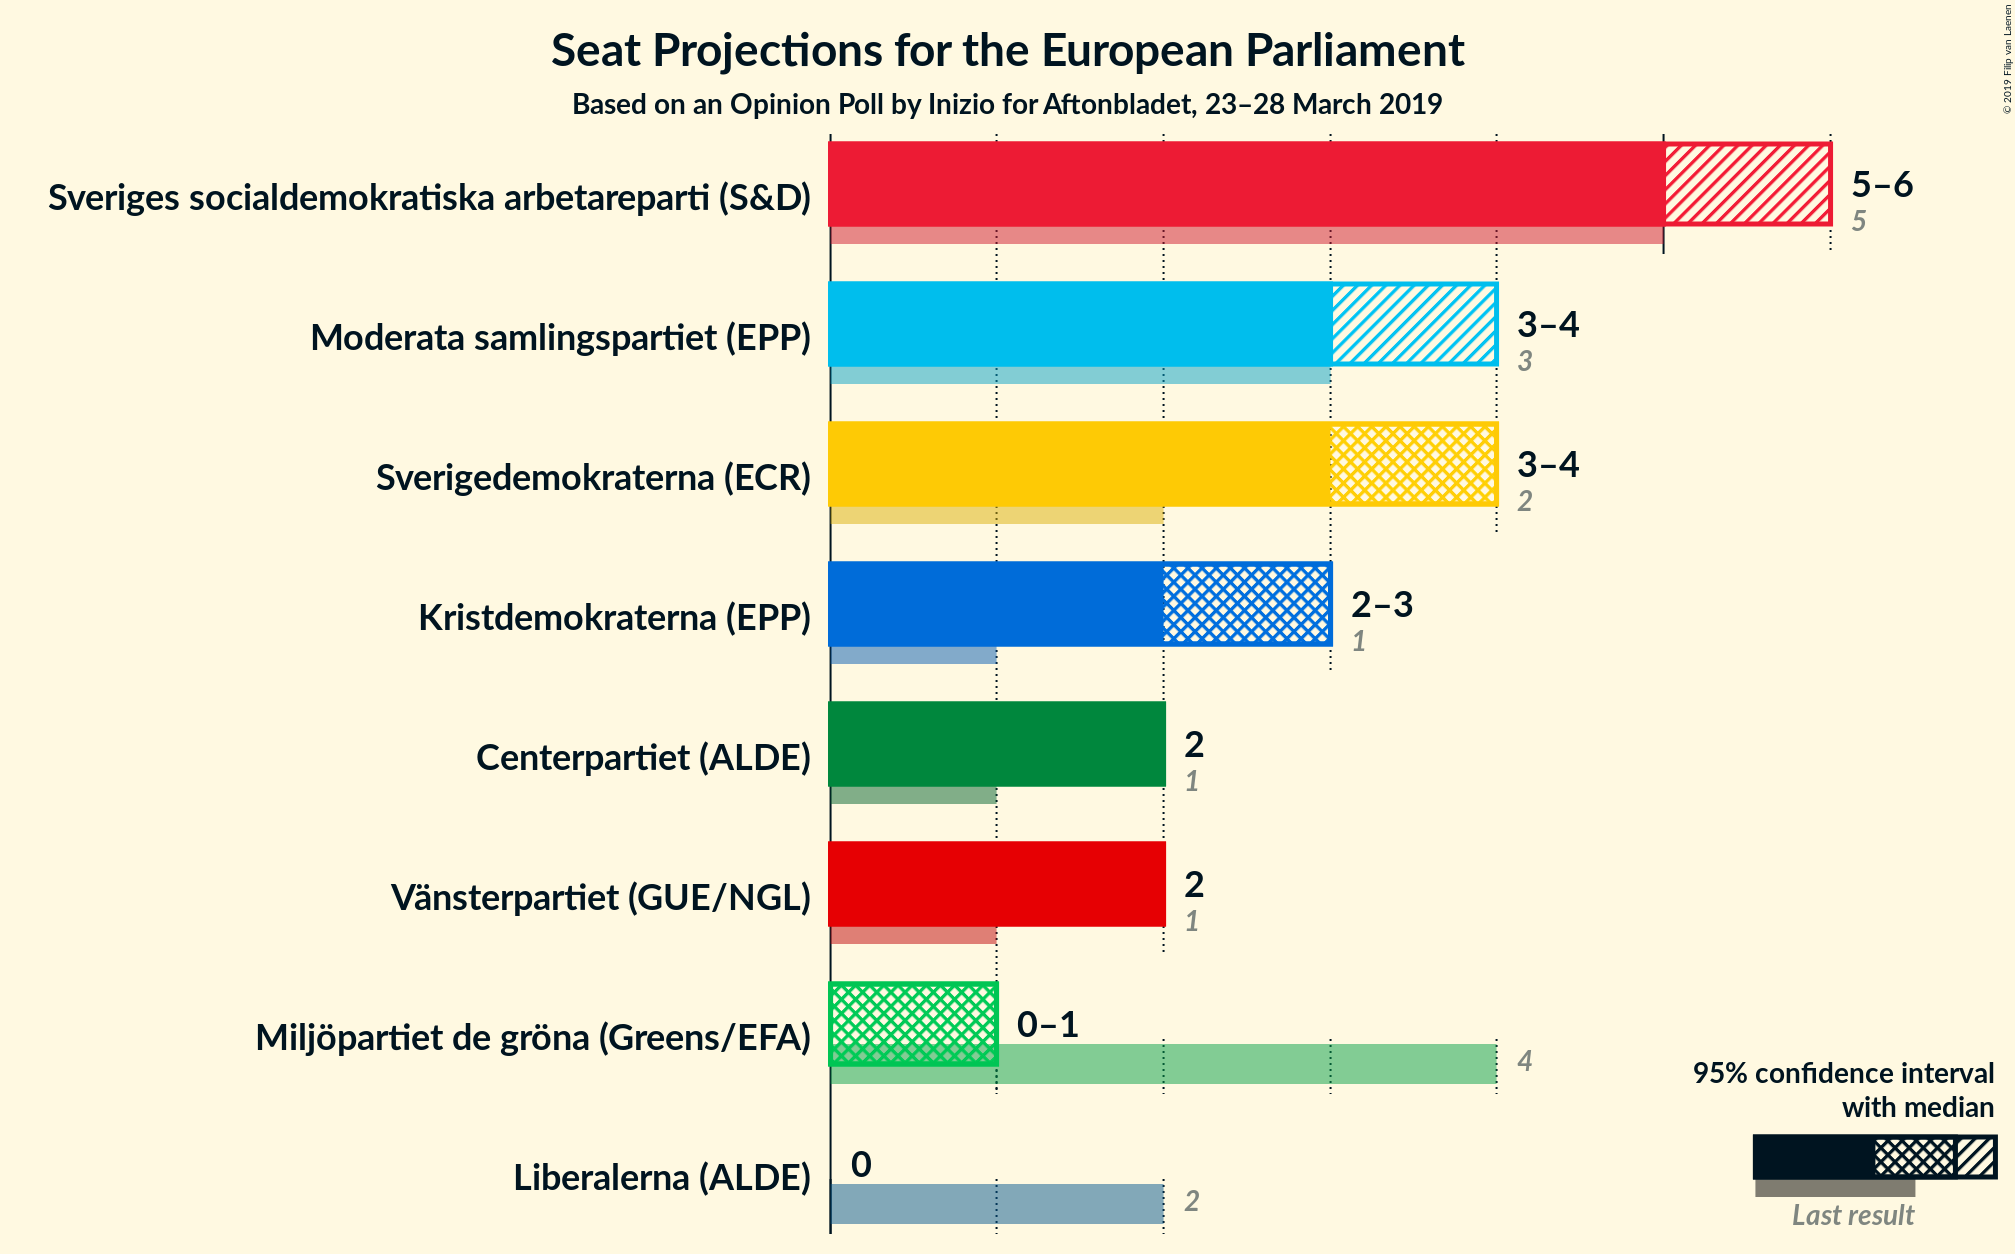 Seat Projections for the European Parliament
Based on an Opinion Poll by Inizio for Aftonbladet, 23–28 March 2019
© 2019 Filip van Laenen
Sveriges socialdemokratiska arbetareparti (S&D)
5–6
5
Moderata samlingspartiet (EPP)
3–4
3
Sverigedemokraterna (ECR)
3–4
2
Kristdemokraterna (EPP)
2–3
1
Centerpartiet (ALDE)
2
1
Vänsterpartiet (GUE/NGL)
2
1
Miljöpartiet de gröna (Greens/EFA)
0–1
4
Liberalerna (ALDE)
0
2
95% confidence interval
with median
Last result